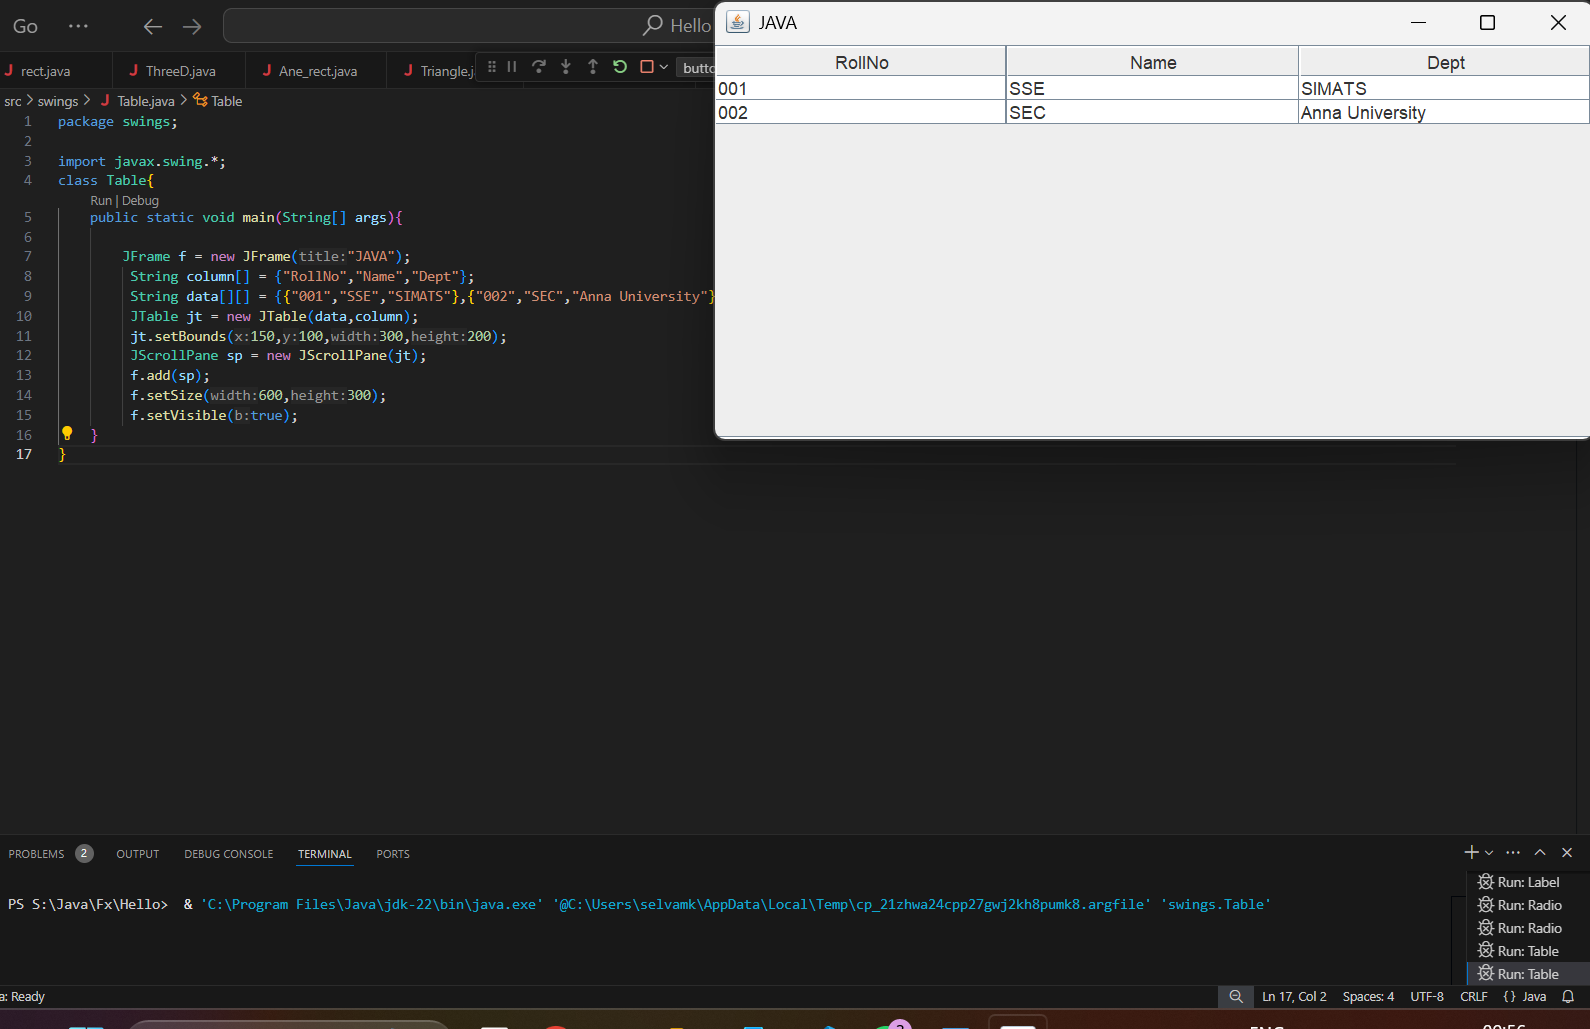 Go ··· Hello
rect.java ThreeD.java Ane_rect.java Triangle.j
src > swings > Table.java > Table
1 package swings;
2
3 import javax.swing.*;
4 class Table{
Run | Debug
5 public static void main(String[] args){
6
7 JFrame f = new JFrame(title:"JAVA");
8 String column[] = {"RollNo","Name","Dept"};
9 String data[][] = {{"001","SSE","SIMATS"},{"002","SEC","Anna University"}
10 JTable jt = new JTable(data,column);
11 jt.setBounds(x:150,y:100,width:300,height:200);
12 JScrollPane sp = new JScrollPane(jt);
13 f.add(sp);
14 f.setSize(width:600,height:300);
15 f.setVisible(b:true);
16 }
17 }
JAVA
RollNo Name Dept
001 SSE SIMATS
002 SEC Anna University
PROBLEMS 2 OUTPUT DEBUG CONSOLE TERMINAL PORTS
PS S:\Java\Fx\Hello> & 'C:\Program Files\Java\jdk-22\bin\java.exe' '@C:\Users\selvamk\AppData\Local\Temp\cp_21zhwa24cpp27gwj2kh8pumk8.argfile' 'swings.Table'
Run: Label
Run: Radio
Run: Radio
Run: Table
Run: Table
a: Ready Ln 17, Col 2 Spaces: 4 UTF-8 CRLF {} Java